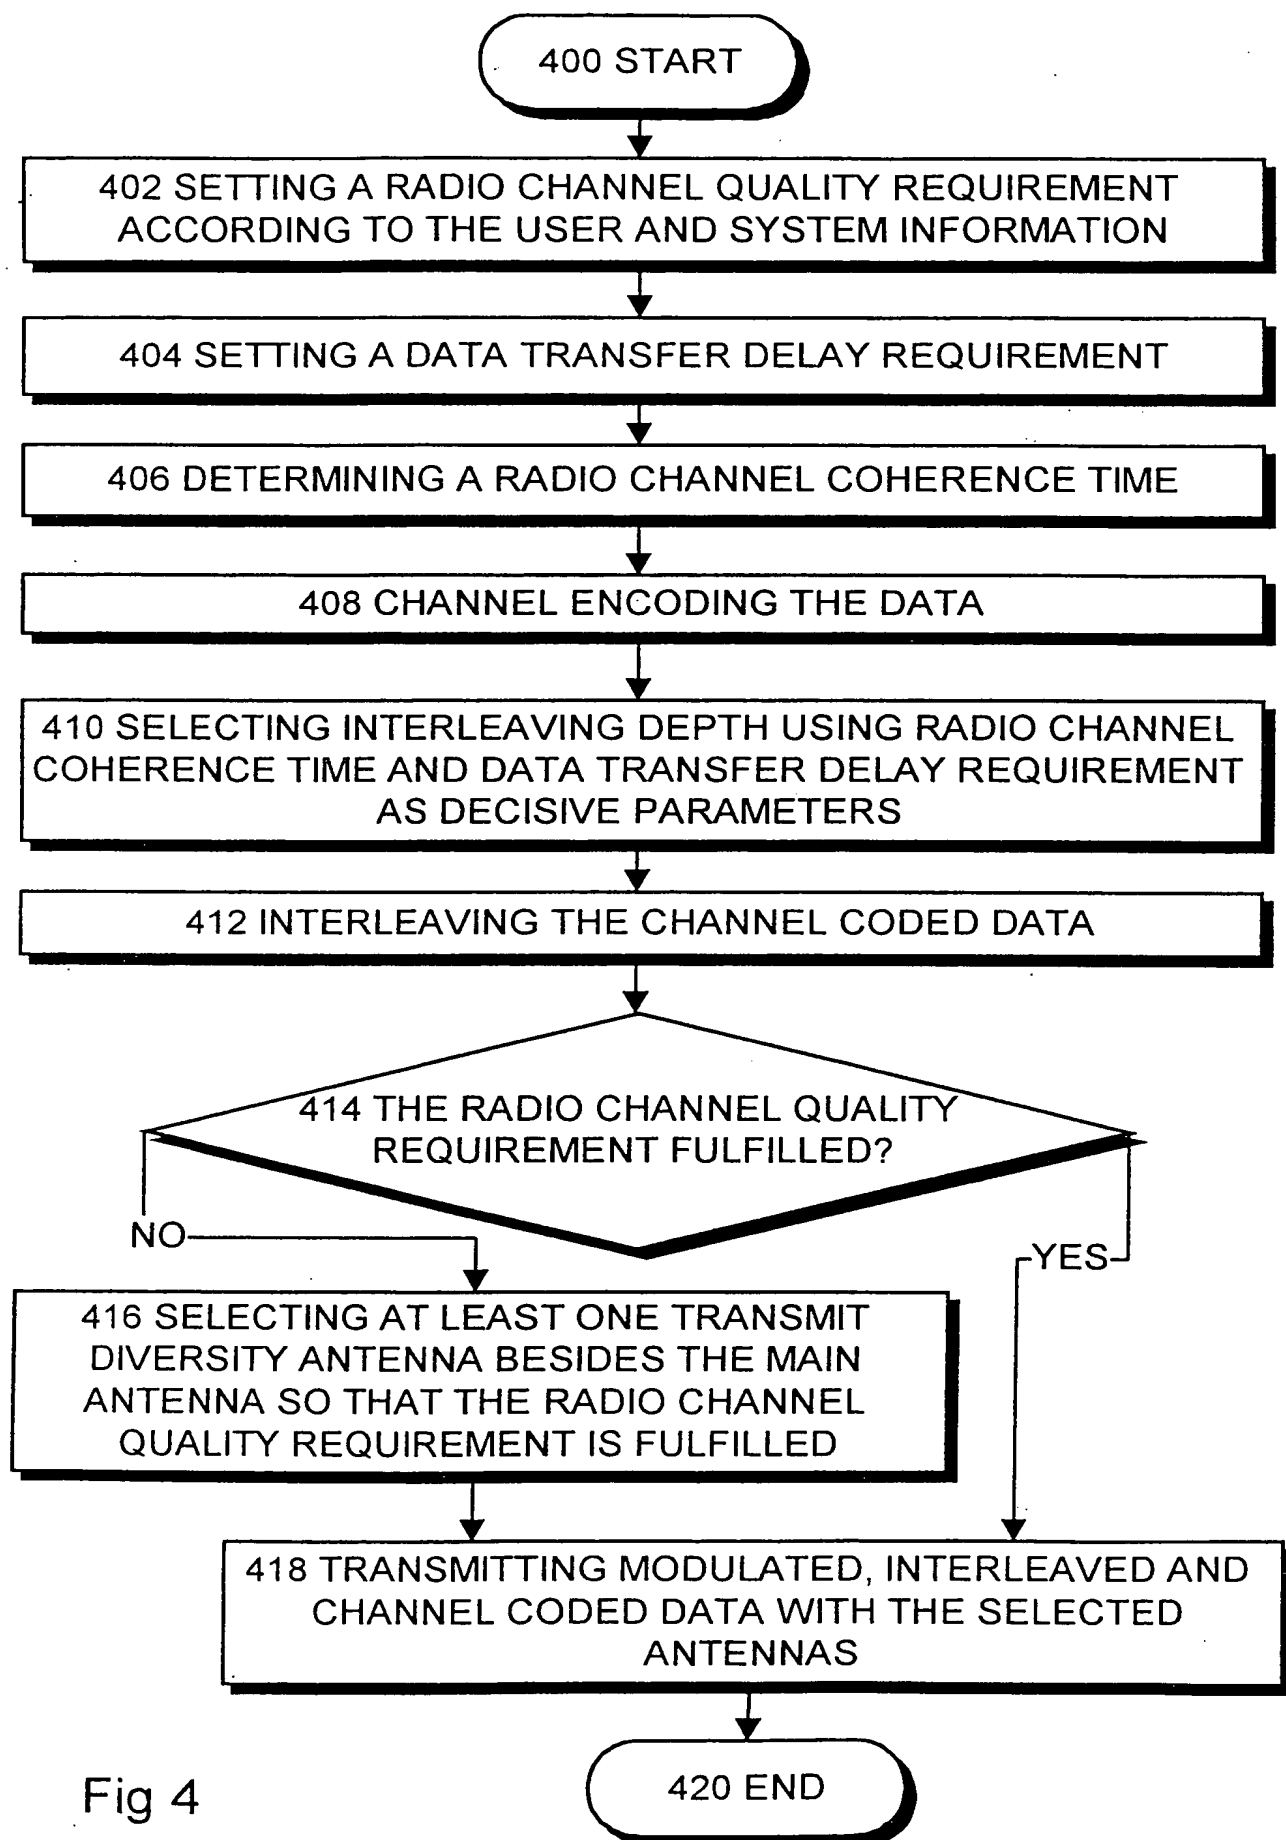 400 START
402 SETTING A RADIO CHANNEL QUALITY REQUIREMENT
ACCORDING TO THE USER AND SYSTEM INFORMATION
404 SETTING A DATA TRANSFER DELAY REQUIREMENT
406 DETERMINING A RADIO CHANNEL COHERENCE TIME
408 CHANNEL ENCODING THE DATA
410 SELECTING INTERLEAVING DEPTH USING RADIO CHANNEL
COHERENCE TIME AND DATA TRANSFER DELAY REQUIREMENT
AS DECISIVE PARAMETERS
412 INTERLEAVING THE CHANNEL CODED DATA
414 THE RADIO CHANNEL QUALITY
REQUIREMENT FULFILLED?
NO
YES
416 SELECTING AT LEAST ONE TRANSMIT
DIVERSITY ANTENNA BESIDES THE MAIN
ANTENNA SO THAT THE RADIO CHANNEL
QUALITY REQUIREMENT IS FULFILLED
418 TRANSMITTING MODULATED, INTERLEAVED AND
CHANNEL CODED DATA WITH THE SELECTED
ANTENNAS
420 END
Fig 4